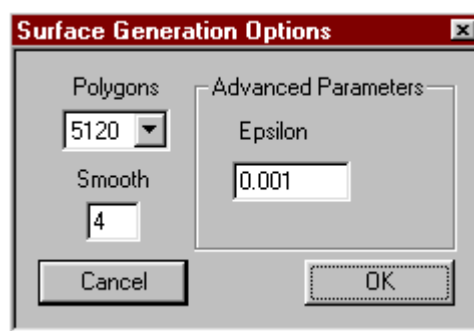 Surface Generation Options
Polygons
5120
Smooth
4
Advanced Parameters
Epsilon
0.001
Cancel
OK